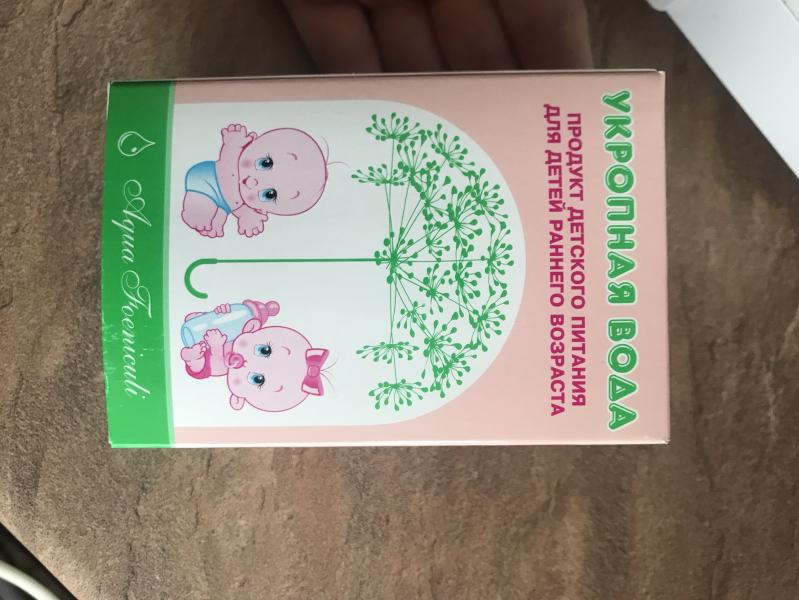 УКРОПНАЯ ВОДА
ПРОДУКТ ДЕТСКОГО ПИТАНИЯ
ДЛЯ ДЕТЕЙ РАННЕГО ВОЗРАСТА
Aqua Foeniculi